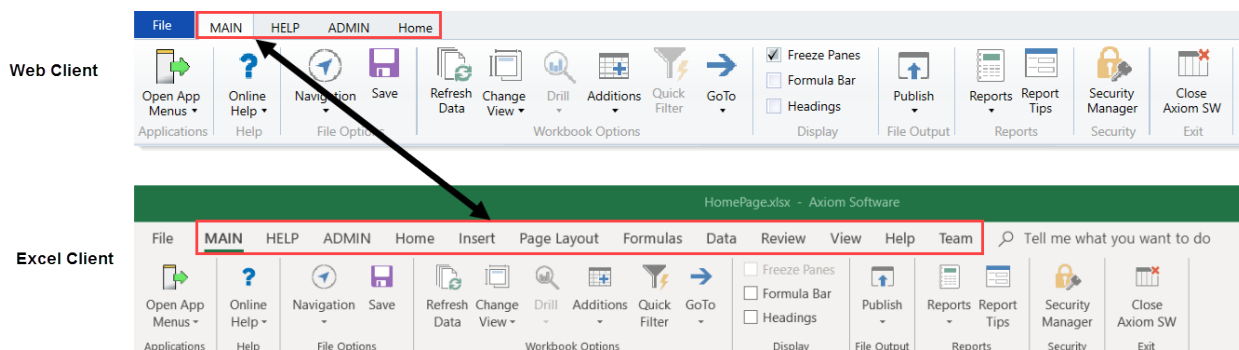 File MAIN HELP ADMIN Home
Web Client
Freeze Panes
Formula Bar
Headings
Open App Menus
Online Help
Navigation
Save
Refresh Data
Change View
Drill
Additions
Quick Filter
GoTo
Publish
Reports
Report Tips
Security Manager
Close Axiom SW
Applications Help File Options Workbook Options Display File Output Reports Security Exit
HomePage.xlsx - Axiom Software
File MAIN HELP ADMIN Home Insert Page Layout Formulas Data Review View Help Team Tell me what you want to do
Excel Client
Freeze Panes
Formula Bar
Headings
Open App Menus
Online Help
Navigation
Save
Refresh Data
Change View
Drill
Additions
Quick Filter
GoTo
Publish
Reports
Report Tips
Security Manager
Close Axiom SW
Applications Help File Options Workbook Options Display File Output Reports Security Exit